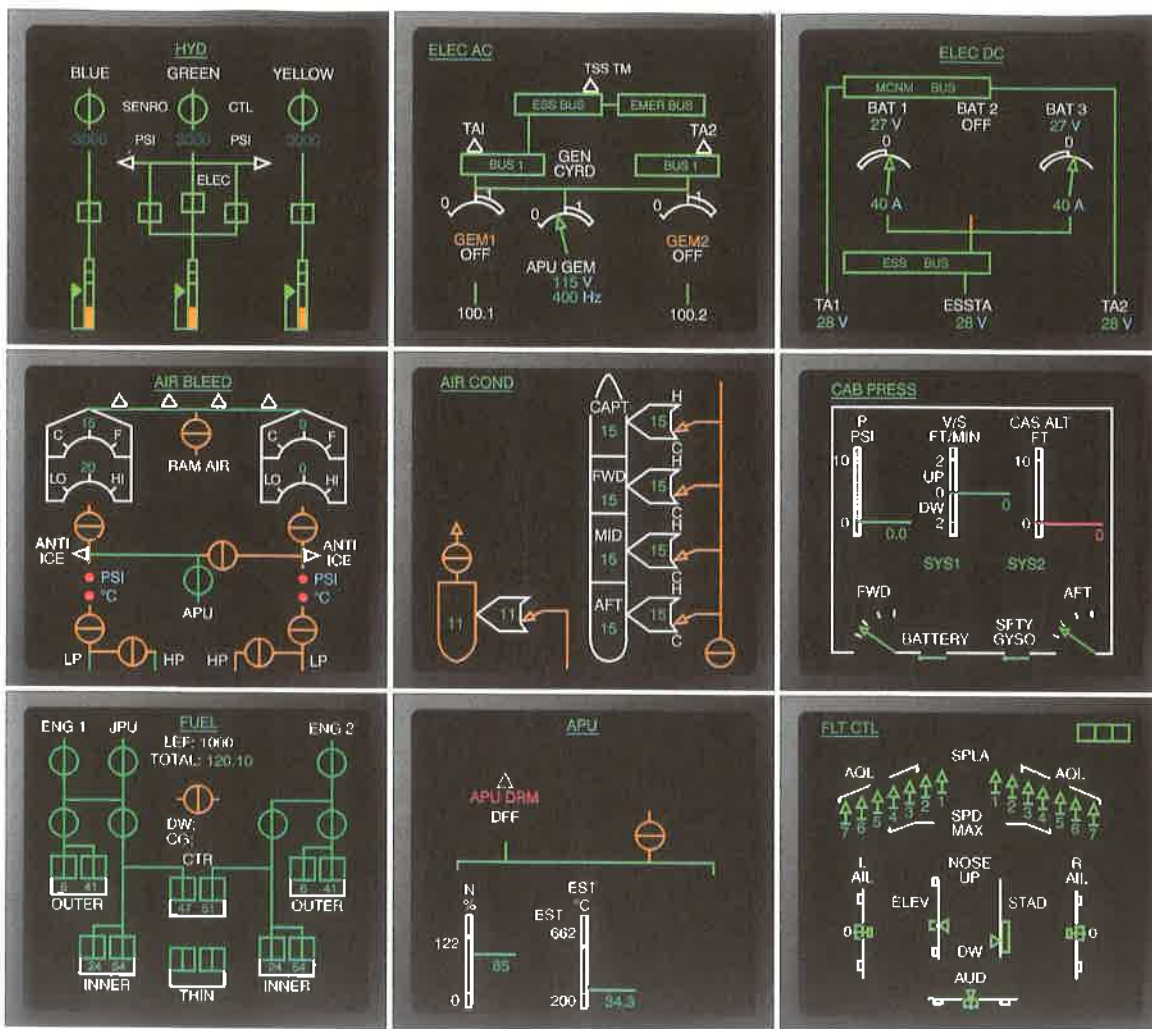 HYD
BLUE GREEN YELLOW
SENRO CTL
3000 3000 3000
PSI PSI
ELEC
ELEC AC
TSS TM
ESS BUS EMER BUS
TA1 TA2
BUS 1 GEN CYRD BUS 1
0 1 0 1 0 1
GEM1 OFF
APU GEM
115 V
400 Hz
GEM2 OFF
100.1 100.2
ELEC DC
MCNM BUS
BAT 1 BAT 2 BAT 3
27 V OFF 27 V
0 0
40 A 40 A
ESS BUS
TA1 ESSTA TA2
28 V 28 V 28 V
AIR BLEED
15 0
C F C F
RAM AIR
20 0
LO HI LO HI
ANTI ICE ANTI ICE
PSI PSI
°C °C
APU
LP HP HP LP
AIR COND
CAPT H
15 15
C
FWD H
15 15
C
MID H
15 15
C
AFT H
15 15
C
11 11
CAB PRESS
P PSI
V/S FT/MIN
CAS ALT FT
10 2 10
UP
0 0 0
DW
2
0.0 0 0
SYS1 SYS2
FWD AFT
BATTERY SFTY GYSO
FUEL
ENG 1 JPU ENG 2
LEF: 1000
TOTAL: 120.10
DW;
CG;
CTR
6 41 47 51 6 41
OUTER OUTER
24 54 24 54
INNER THIN INNER
APU
APU DRM
DFF
N % EST °C
EST
122 662
85
0 200 34.3
FLT CTL
SPLA
AOL AOL
7 6 5 4 3 2 1 1 2 3 4 5 6 7
SPD MAX
L AIL NOSE UP R AIL.
ELEV STAD
0 0
DW
AUD